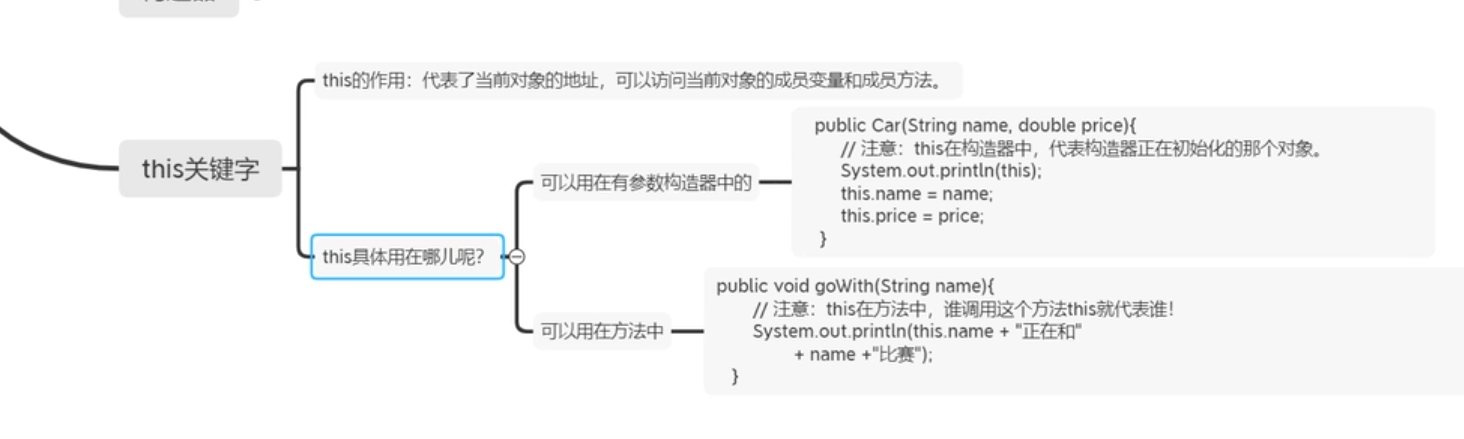 this的作用：代表了当前对象的地址，可以访问当前对象的成员变量和成员方法。
this关键字
this具体用在哪儿呢？
可以用在有参数构造器中的
public Car(String name, double price){
// 注意：this在构造器中，代表构造器正在初始化的那个对象。
System.out.println(this);
this.name = name;
this.price = price;
}
可以用在方法中
public void goWith(String name){
// 注意：this在方法中，谁调用这个方法this就代表谁！
System.out.println(this.name + "正在和"
+ name +"比赛");
}